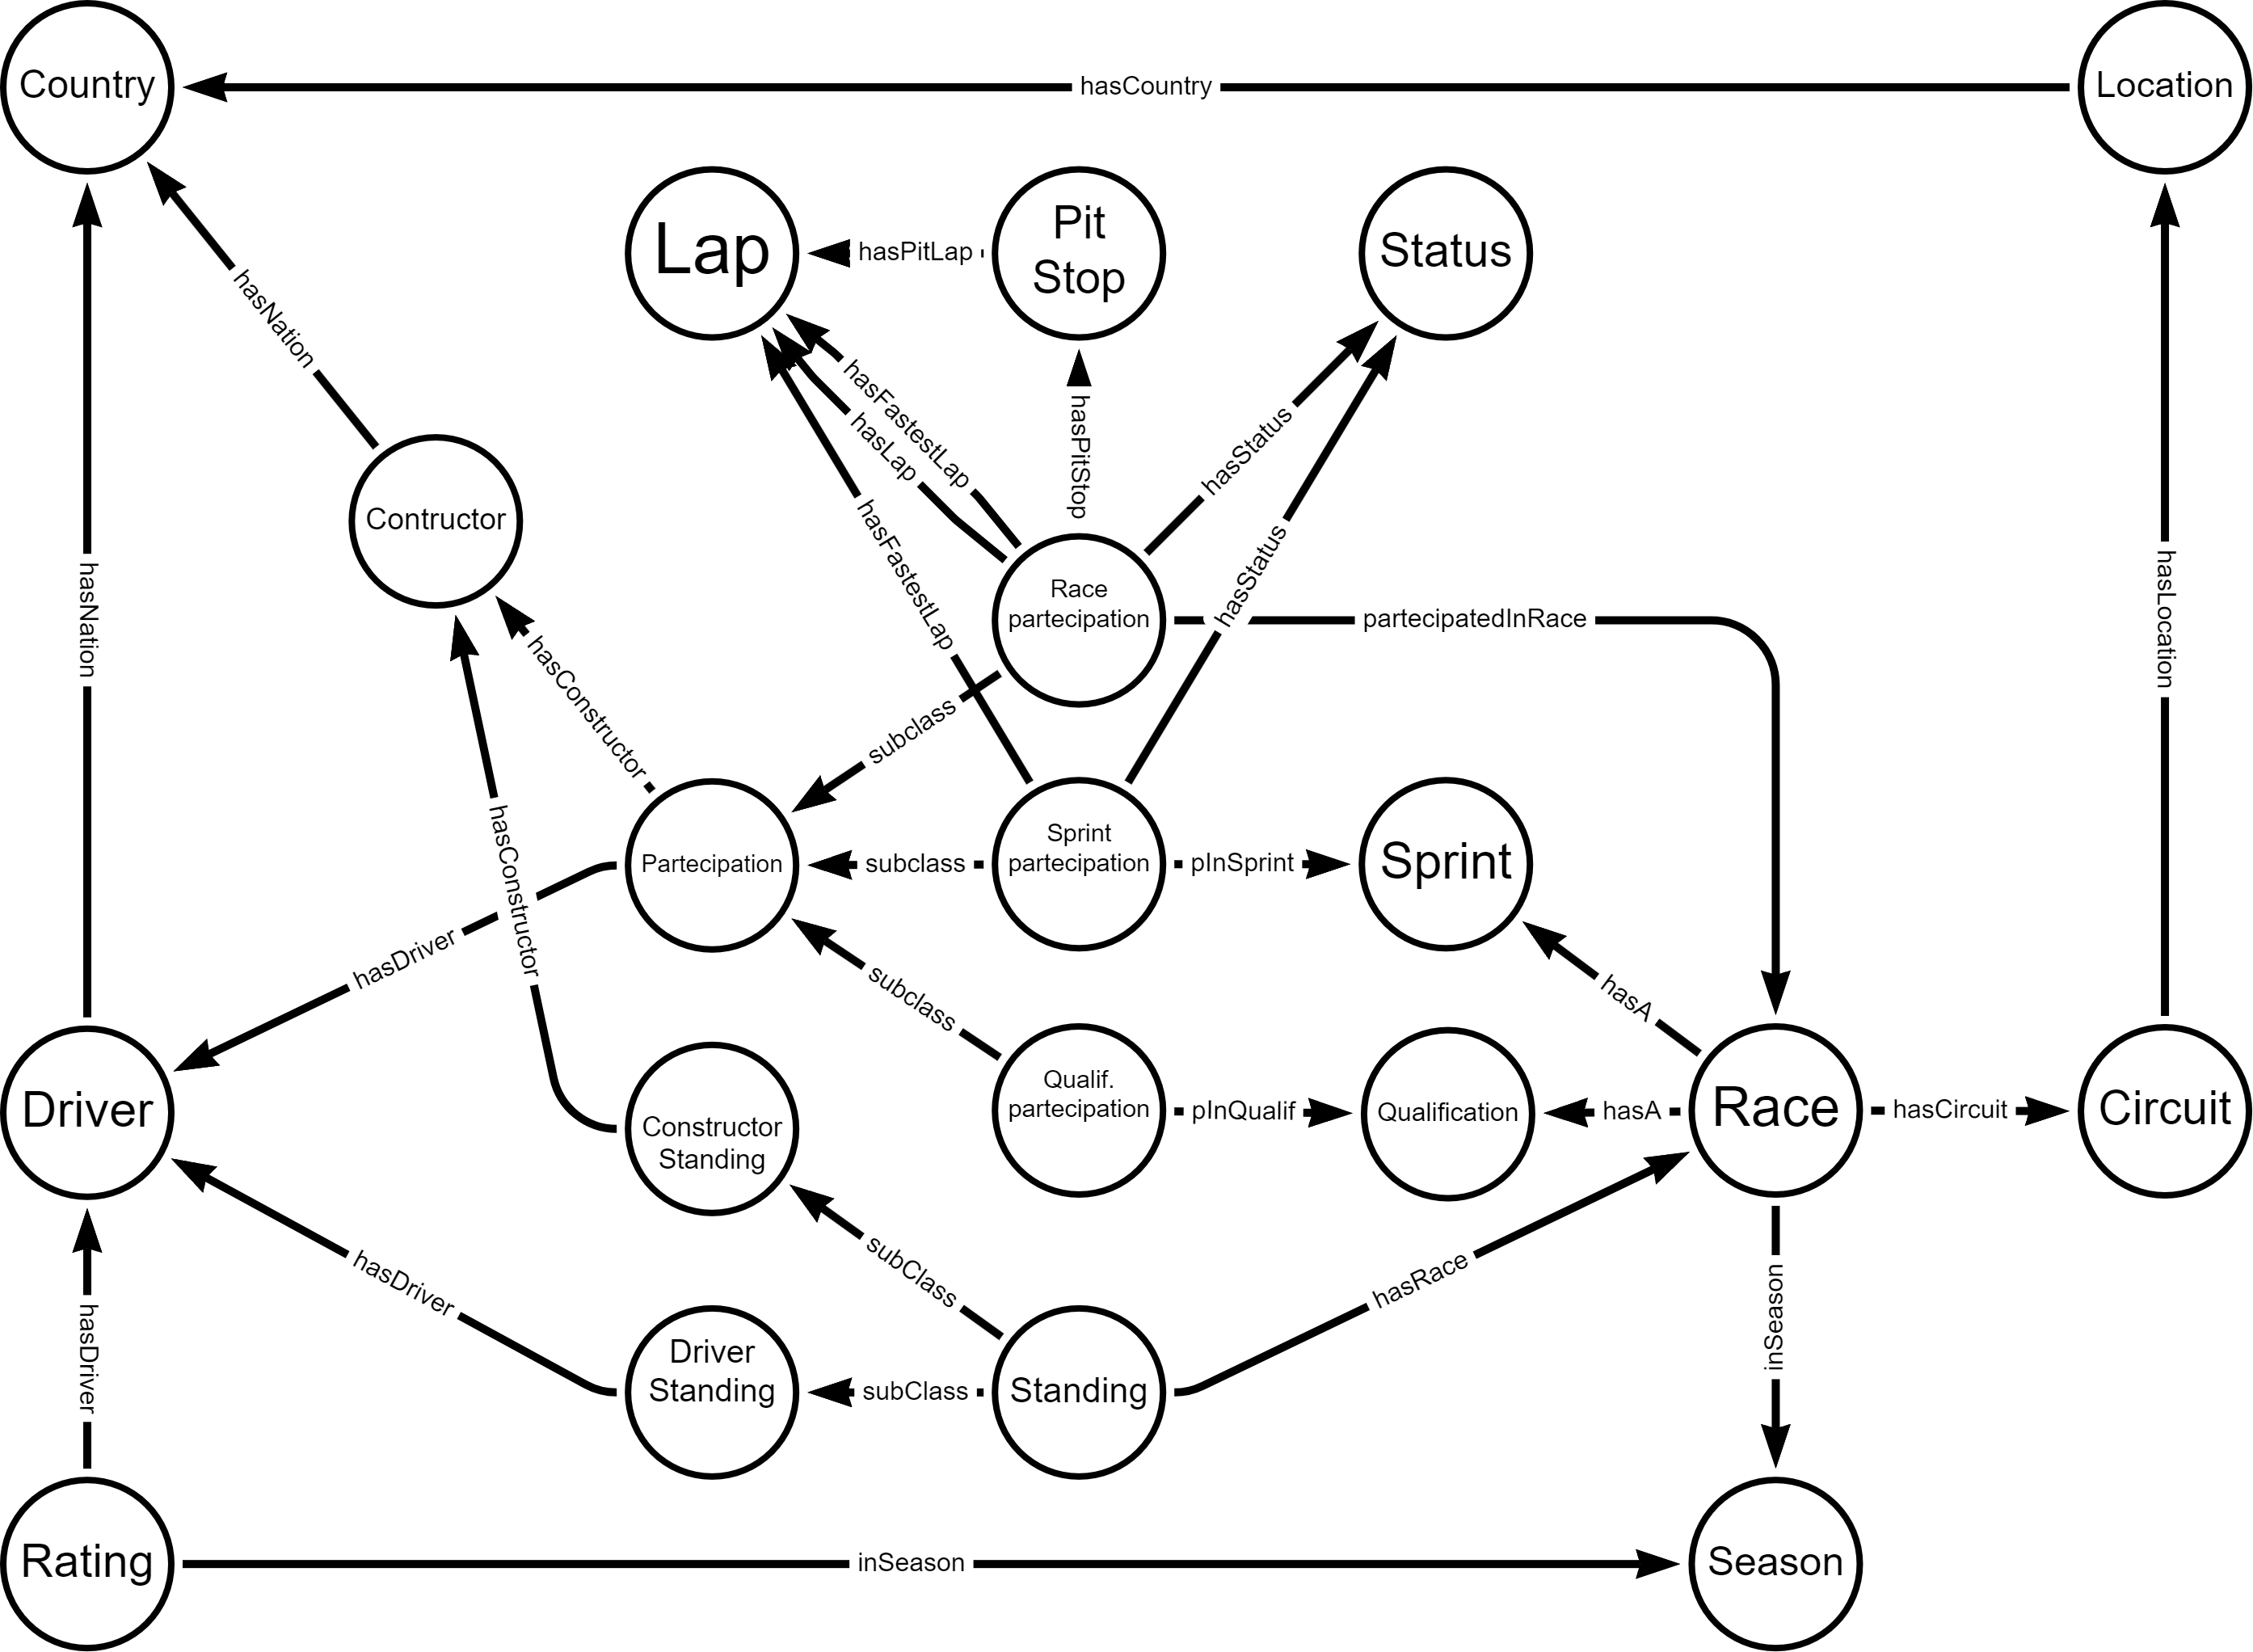 Country
hasCountry
Location
Lap
hasPitLap
Pit
Stop
Status
hasNation
hasFastestLap
hasLap
hasPitStop
hasStatus
Contructor
hasFastestLap
hasStatus
hasNation
Race
partecipation
partecipatedInRace
hasLocation
hasConstructor
subclass
hasConstructor
Partecipation
subclass
Sprint
partecipation
pInSprint
Sprint
hasDriver
subclass
hasA
Driver
Constructor
Standing
Qualif.
partecipation
pInQualif
Qualification
hasA
Race
hasCircuit
Circuit
hasDriver
subClass
hasRace
inSeason
hasDriver
Driver
Standing
subClass
Standing
Rating
inSeason
Season